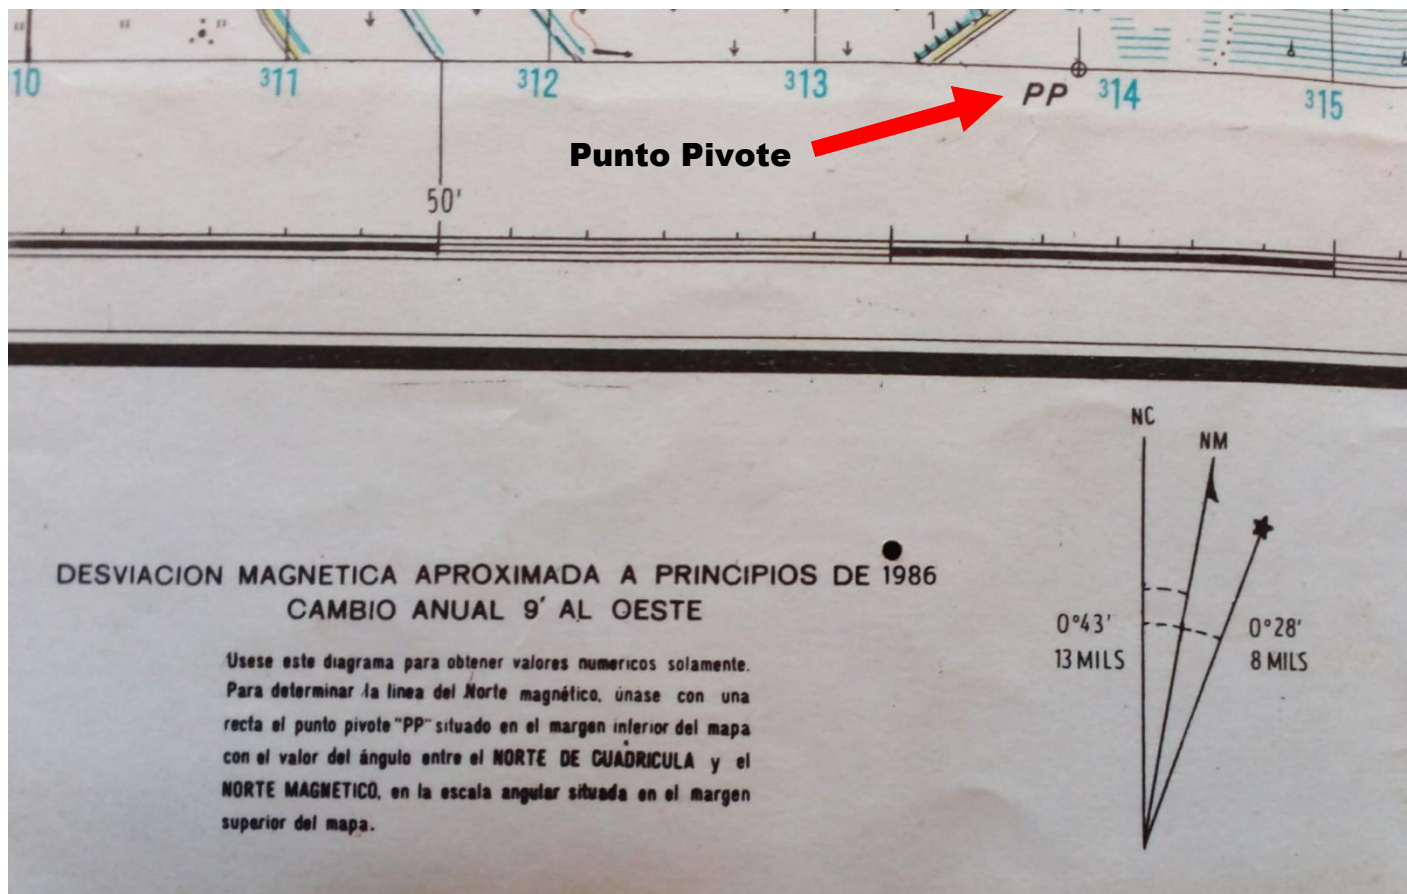 10 311 312 313 PP 314 315
1
Punto Pivote
50'
NC
NM
DESVIACION MAGNETICA APROXIMADA A PRINCIPIOS DE 1986
CAMBIO ANUAL 9' AL OESTE
0°43'
13 MILS
0°28'
8 MILS
Usese este diagrama para obtener valores numericos solamente.
Para determinar la linea del Norte magnético, únase con una
recta el punto pivote "PP" situado en el margen inferior del mapa
con el valor del ángulo entre el NORTE DE CUADRICULA y el
NORTE MAGNETICO, en la escala angular situada en el margen
superior del mapa.